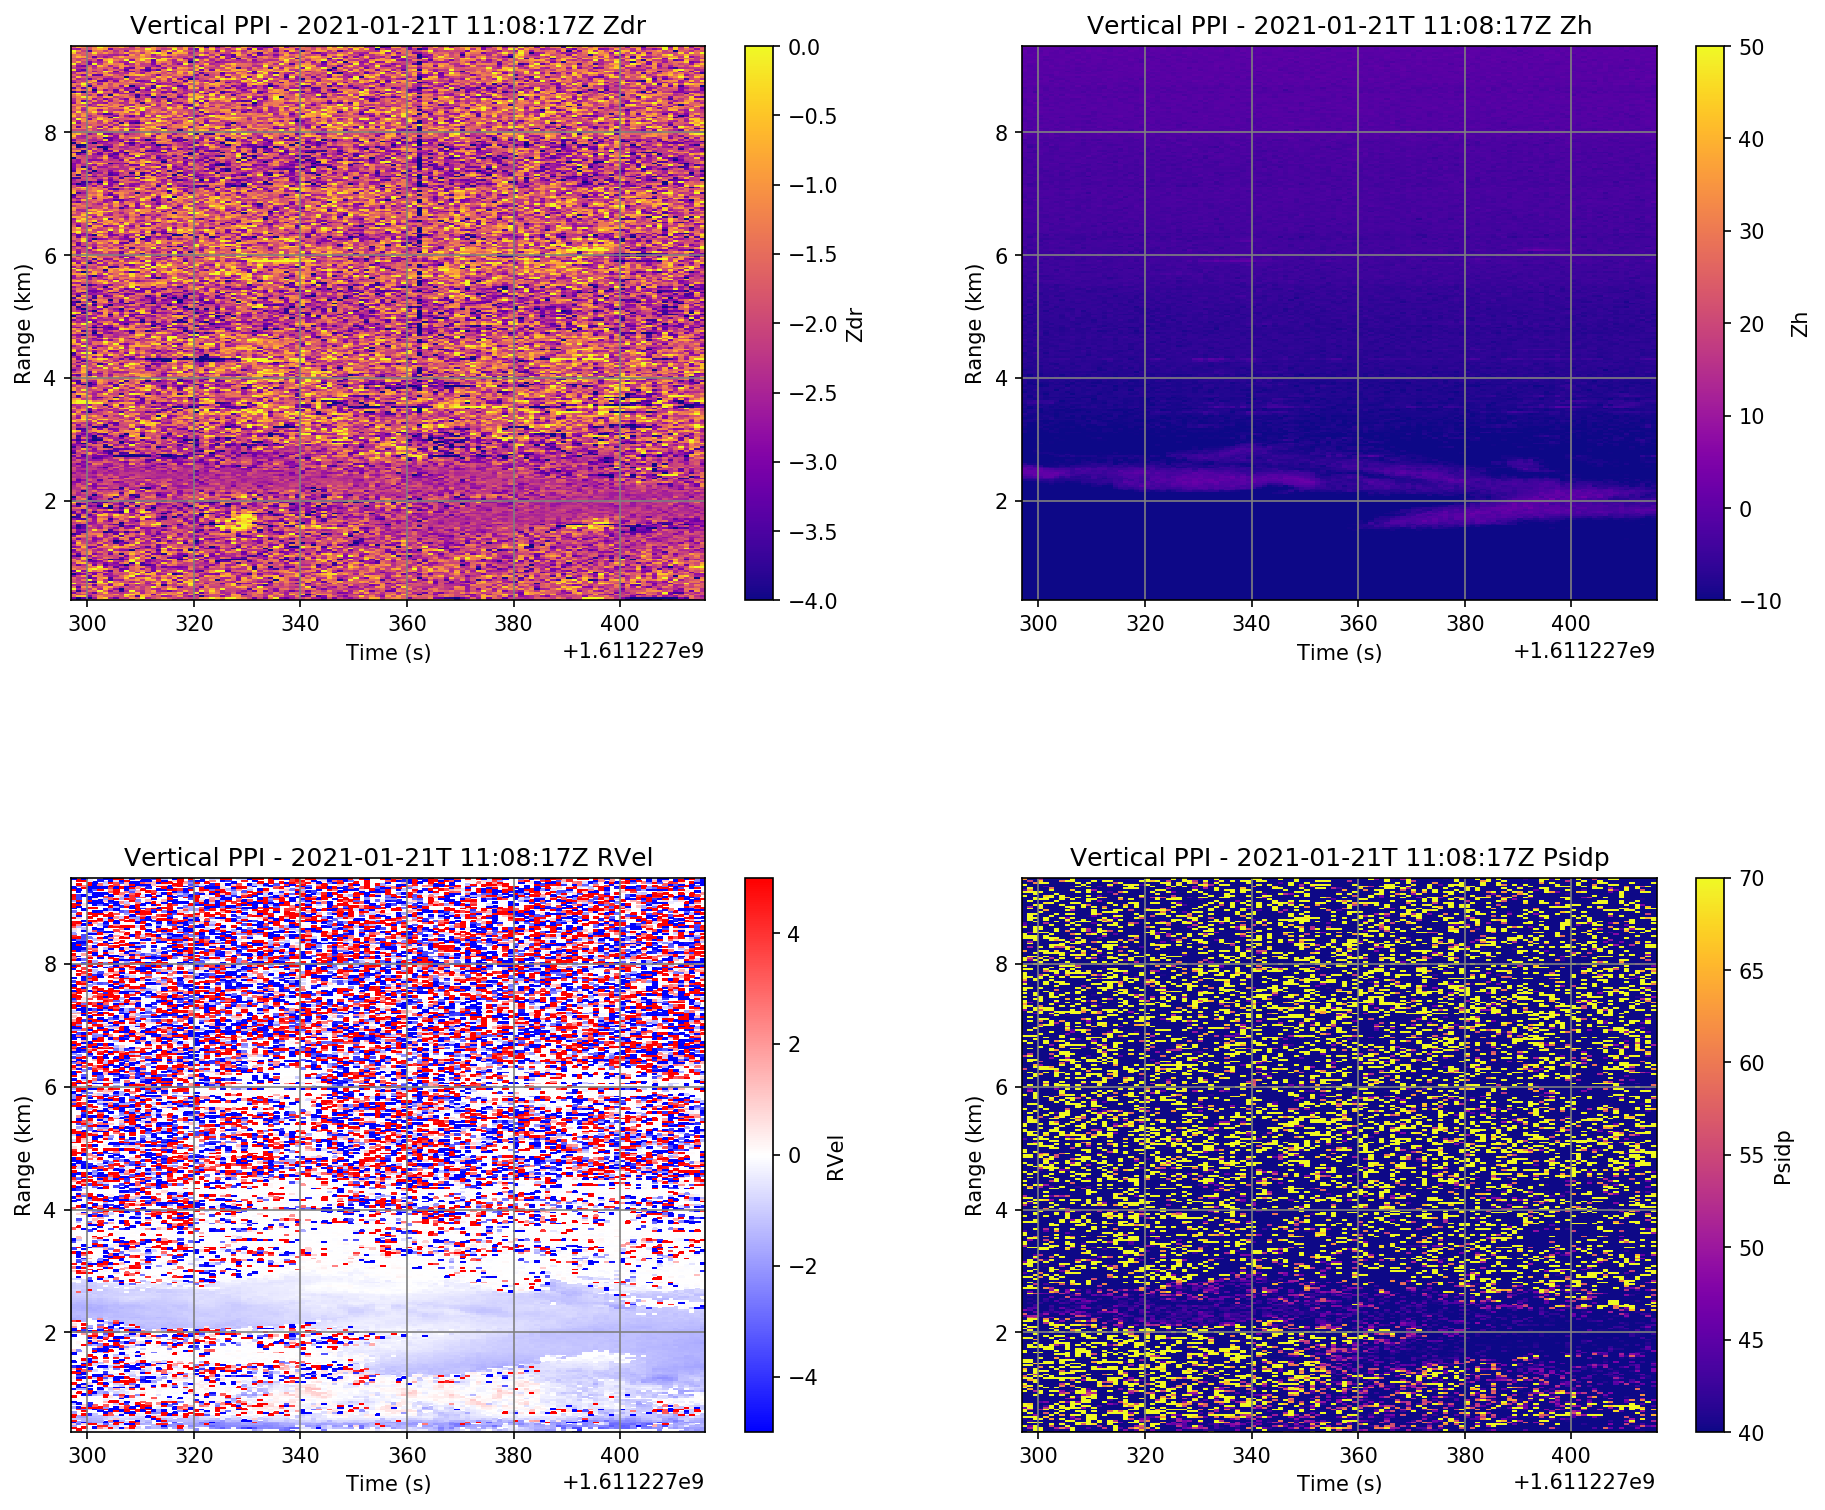 Vertical PPI - 2021-01-21T 11:08:17Z Zdr
Range (km)
8
6
4
2
300 320 340 360 380 400
Time (s)
+1.611227e9
0.0
−0.5
−1.0
−1.5
−2.0
−2.5
−3.0
−3.5
−4.0
Zdr
Vertical PPI - 2021-01-21T 11:08:17Z Zh
Range (km)
8
6
4
2
300 320 340 360 380 400
Time (s)
+1.611227e9
50
40
30
20
10
0
−10
Zh
Vertical PPI - 2021-01-21T 11:08:17Z RVel
Range (km)
8
6
4
2
300 320 340 360 380 400
Time (s)
+1.611227e9
4
2
0
−2
−4
RVel
Vertical PPI - 2021-01-21T 11:08:17Z Psidp
Range (km)
8
6
4
2
300 320 340 360 380 400
Time (s)
+1.611227e9
70
65
60
55
50
45
40
Psidp